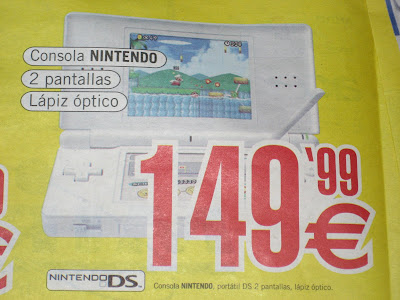 Consola NINTENDO
2 pantallas
Lápiz óptico
149'99
€
NINTENDO DS.
Consola NINTENDO, portátil DS 2 pantallas, lápiz óptico.